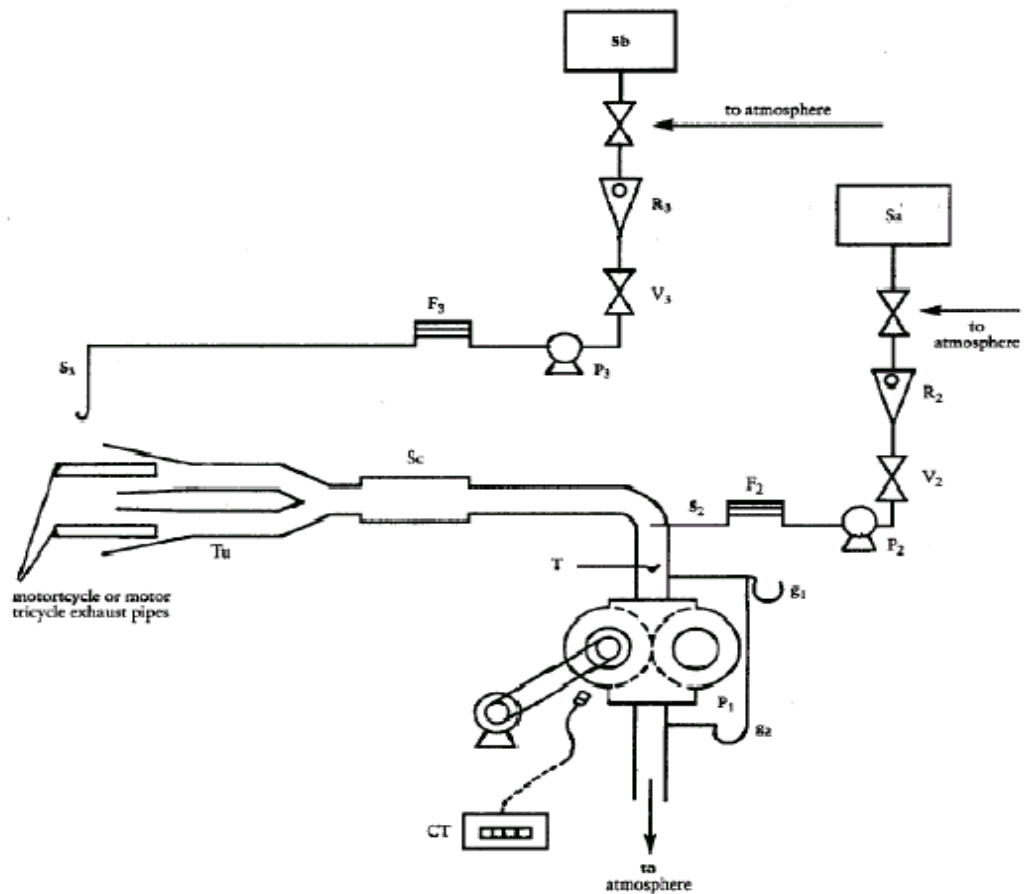 Sb
to atmosphere
R3
Sa
V3
F3
to
atmosphere
P3
S3
R2
Sc
V2
F2
S2
Tu
P2
T
motortcycle or motor
tricycle exhaust pipes
g1
P1
g2
CT
to
atmosphere